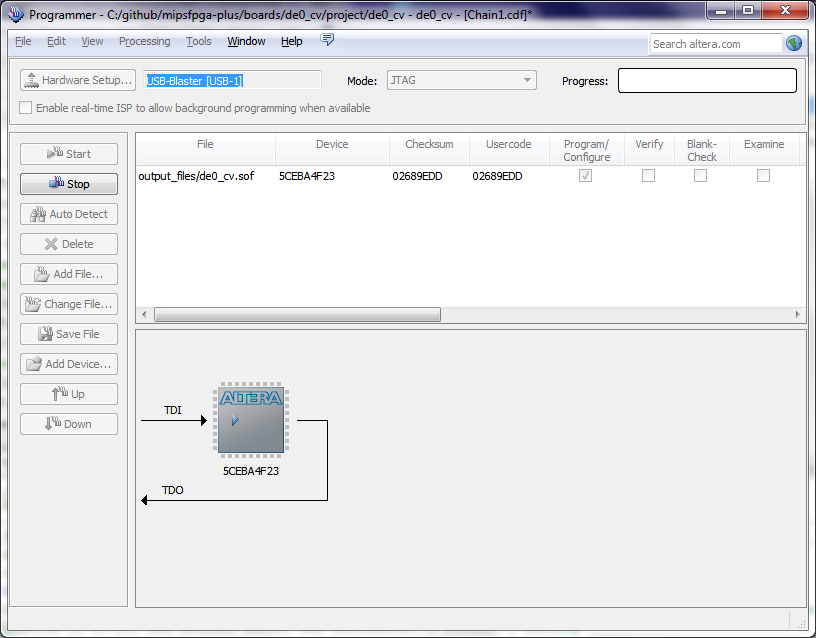 Programmer - C:/github/mipsfpga-plus/boards/de0_cv/project/de0_cv - de0_cv - [Chain1.cdf]*
File Edit View Processing Tools Window Help
Search altera.com
Hardware Setup... USB-Blaster [USB-1] Mode: JTAG Progress:
Enable real-time ISP to allow background programming when available
Start
Stop
Auto Detect
Delete
Add File...
Change File...
Save File
Add Device...
Up
Down
File Device Checksum Usercode Program/ Verify Blank- Examine
Configure Check
output_files/de0_cv.sof 5CEBA4F23 02689EDD 02689EDD
ALTERA
TDI
5CEBA4F23
TDO